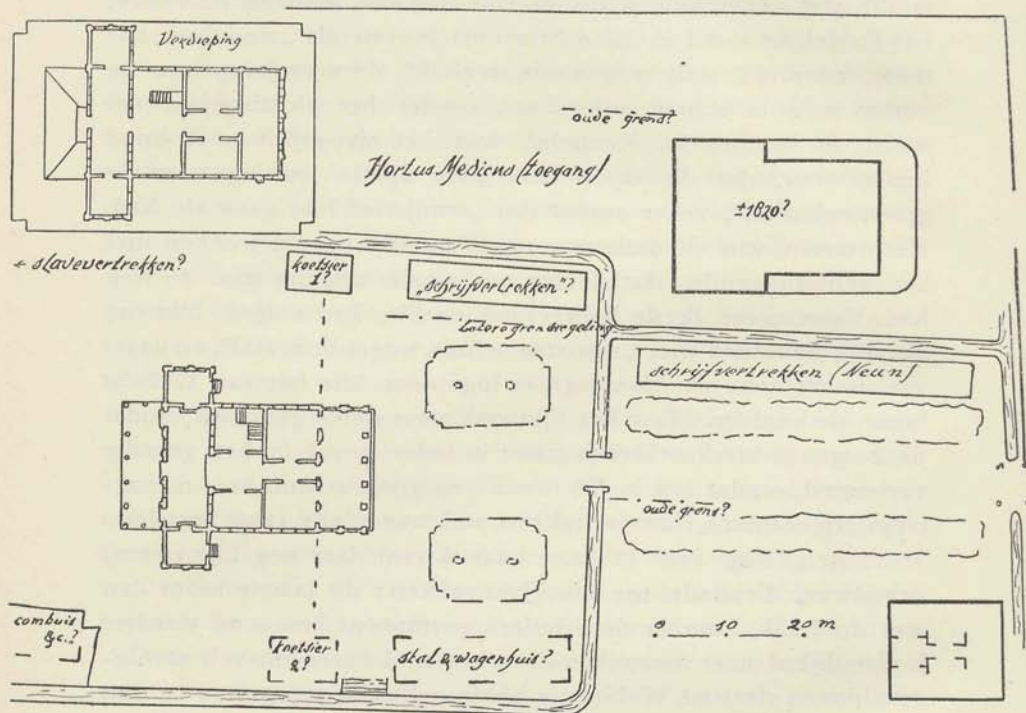 Verdieping
oude grens?
Hortus Medicus (toegang)
±1820?
← slavevertrekken?
koetsier
1?
„schrijfvertrekken"?
Latere grensregeling
schrijfvertrekken (Neun)
oude grens?
0 10 20 m
combuis
&c.?
koetsier
2?
stal & wagenhuis?